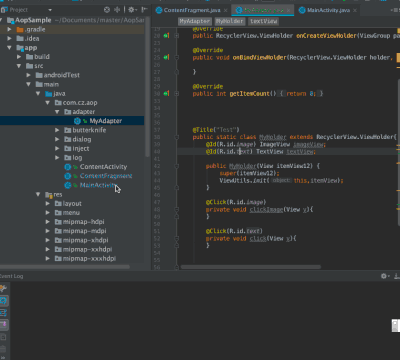 Project
AopSample ~/Documents/master/AopSa
.gradle
.idea
app
build
src
androidTest
main
java
com.cz.aop
adapter
MyAdapter
butterknife
dialog
inject
log
ContentActivity
ContentFragment
MainActivity
res
layout
menu
mipmap-hdpi
mipmap-mdpi
mipmap-xhdpi
mipmap-xxhdpi
mipmap-xxxhdpi
ContentFragment.java
MainActivity.java
MyAdapter MyHolder textView
@Override
public RecyclerView.ViewHolder onCreateViewHolder(ViewGroup pa
@Override
public void onBindViewHolder(RecyclerView.ViewHolder holder,
}
@Override
public int getItemCount() { return 0; }
@Title("Test")
public static class MyHolder extends RecyclerView.ViewHolder{
@Id(R.id.image) ImageView imageView;
@Id(R.id.text) TextView textView;
public MyHolder(View itemView12) {
super(itemView12);
ViewUtils.init( this,itemView);
}
@Click(R.id.image)
private void clickImage(View v){
}
@Click(R.id.text)
private void click(View v){
}
Event Log